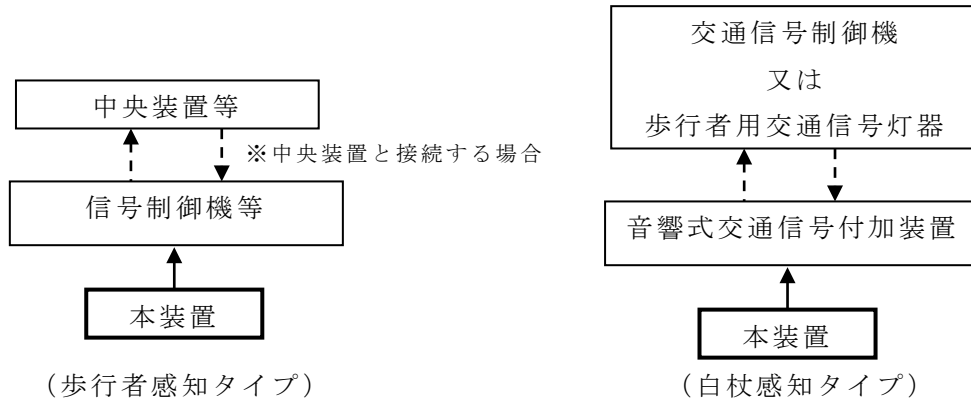 中央装置等
※中央装置と接続する場合
信号制御機等
本装置
（歩行者感知タイプ）
交通信号制御機
又は
歩行者用交通信号灯器
音響式交通信号付加装置
本装置
（白杖感知タイプ）